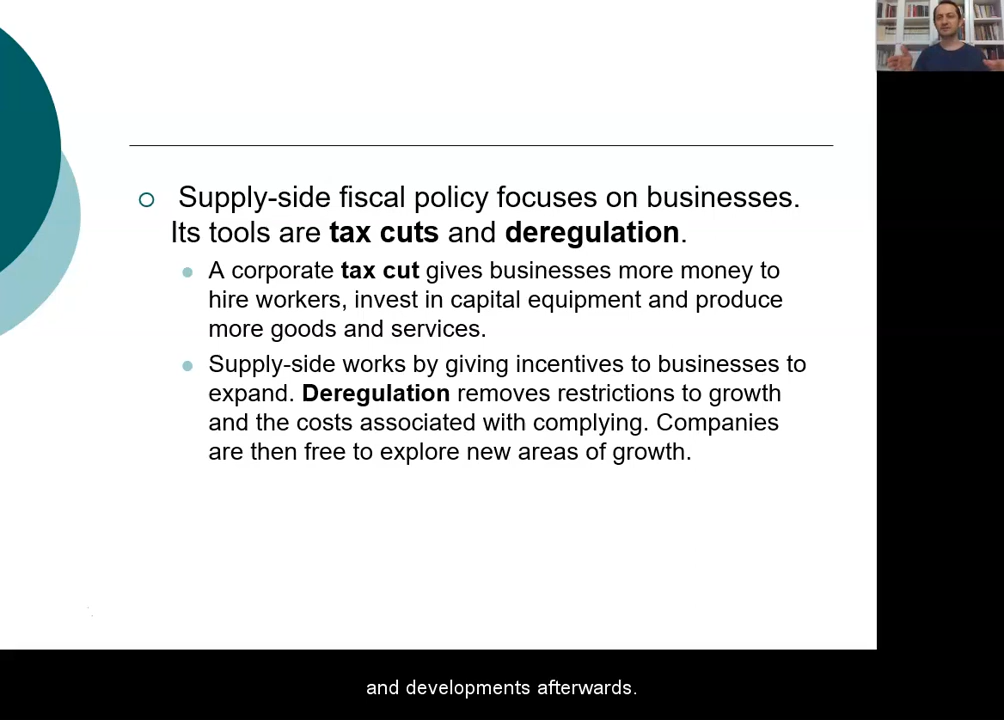 Supply-side fiscal policy focuses on businesses.
Its tools are tax cuts and deregulation.
A corporate tax cut gives businesses more money to
hire workers, invest in capital equipment and produce
more goods and services.
Supply-side works by giving incentives to businesses to
expand. Deregulation removes restrictions to growth
and the costs associated with complying. Companies
are then free to explore new areas of growth.
and developments afterwards.